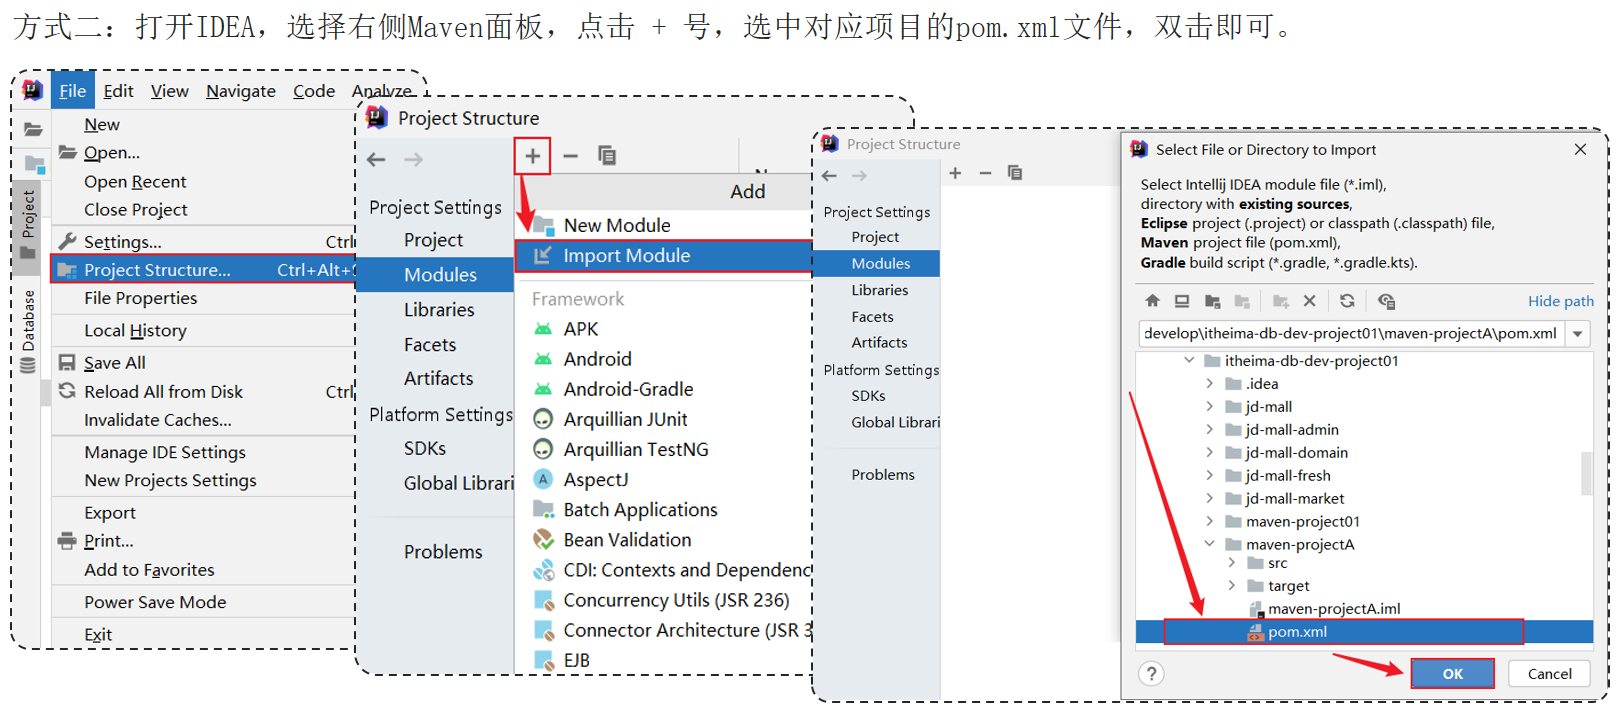 方式二：打开IDEA，选择右侧Maven面板，点击 + 号，选中对应项目的pom.xml文件，双击即可。
File Edit View Navigate Code Analyze
New
Open...
Open Recent
Close Project
Settings... Ctrl
Project Structure... Ctrl+Alt+
File Properties
Local History
Save All
Reload All from Disk Ctrl
Invalidate Caches...
Manage IDE Settings
New Projects Settings
Export
Print...
Add to Favorites
Power Save Mode
Exit
Project
Database
Project Structure
Project Settings
Project
Modules
Libraries
Facets
Artifacts
Platform Settings
SDKs
Global Librari
Problems
Add
New Module
Import Module
Framework
APK
Android
Android-Gradle
Arquillian JUnit
Arquillian TestNG
AspectJ
Batch Applications
Bean Validation
CDI: Contexts and Dependenc
Concurrency Utils (JSR 236)
Connector Architecture (JSR 3
EJB
Project Structure
Project Settings
Project
Modules
Libraries
Facets
Artifacts
Platform Settings
SDKs
Global Librari
Problems
Select File or Directory to Import
Select Intellij IDEA module file (*.iml),
directory with existing sources,
Eclipse project (.project) or classpath (.classpath) file,
Maven project file (pom.xml),
Gradle build script (*.gradle, *.gradle.kts).
Hide path
develop\itheima-db-dev-project01\maven-projectA\pom.xml
itheima-db-dev-project01
.idea
jd-mall
jd-mall-admin
jd-mall-domain
jd-mall-fresh
jd-mall-market
maven-project01
maven-projectA
src
target
maven-projectA.iml
pom.xml
? OK Cancel